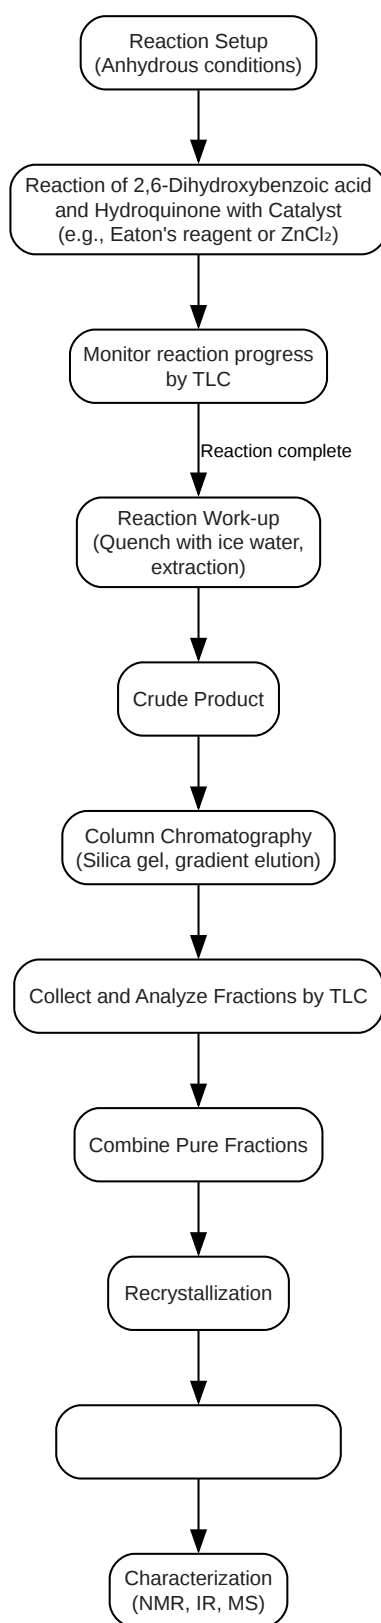 Reaction Setup
(Anhydrous conditions)
Reaction of 2,6-Dihydroxybenzoic acid
and Hydroquinone with Catalyst
(e.g., Eaton's reagent or ZnCl₂)
Monitor reaction progress
by TLC
Reaction complete
Reaction Work-up
(Quench with ice water,
extraction)
Crude Product
Column Chromatography
(Silica gel, gradient elution)
Collect and Analyze Fractions by TLC
Combine Pure Fractions
Recrystallization
Characterization
(NMR, IR, MS)